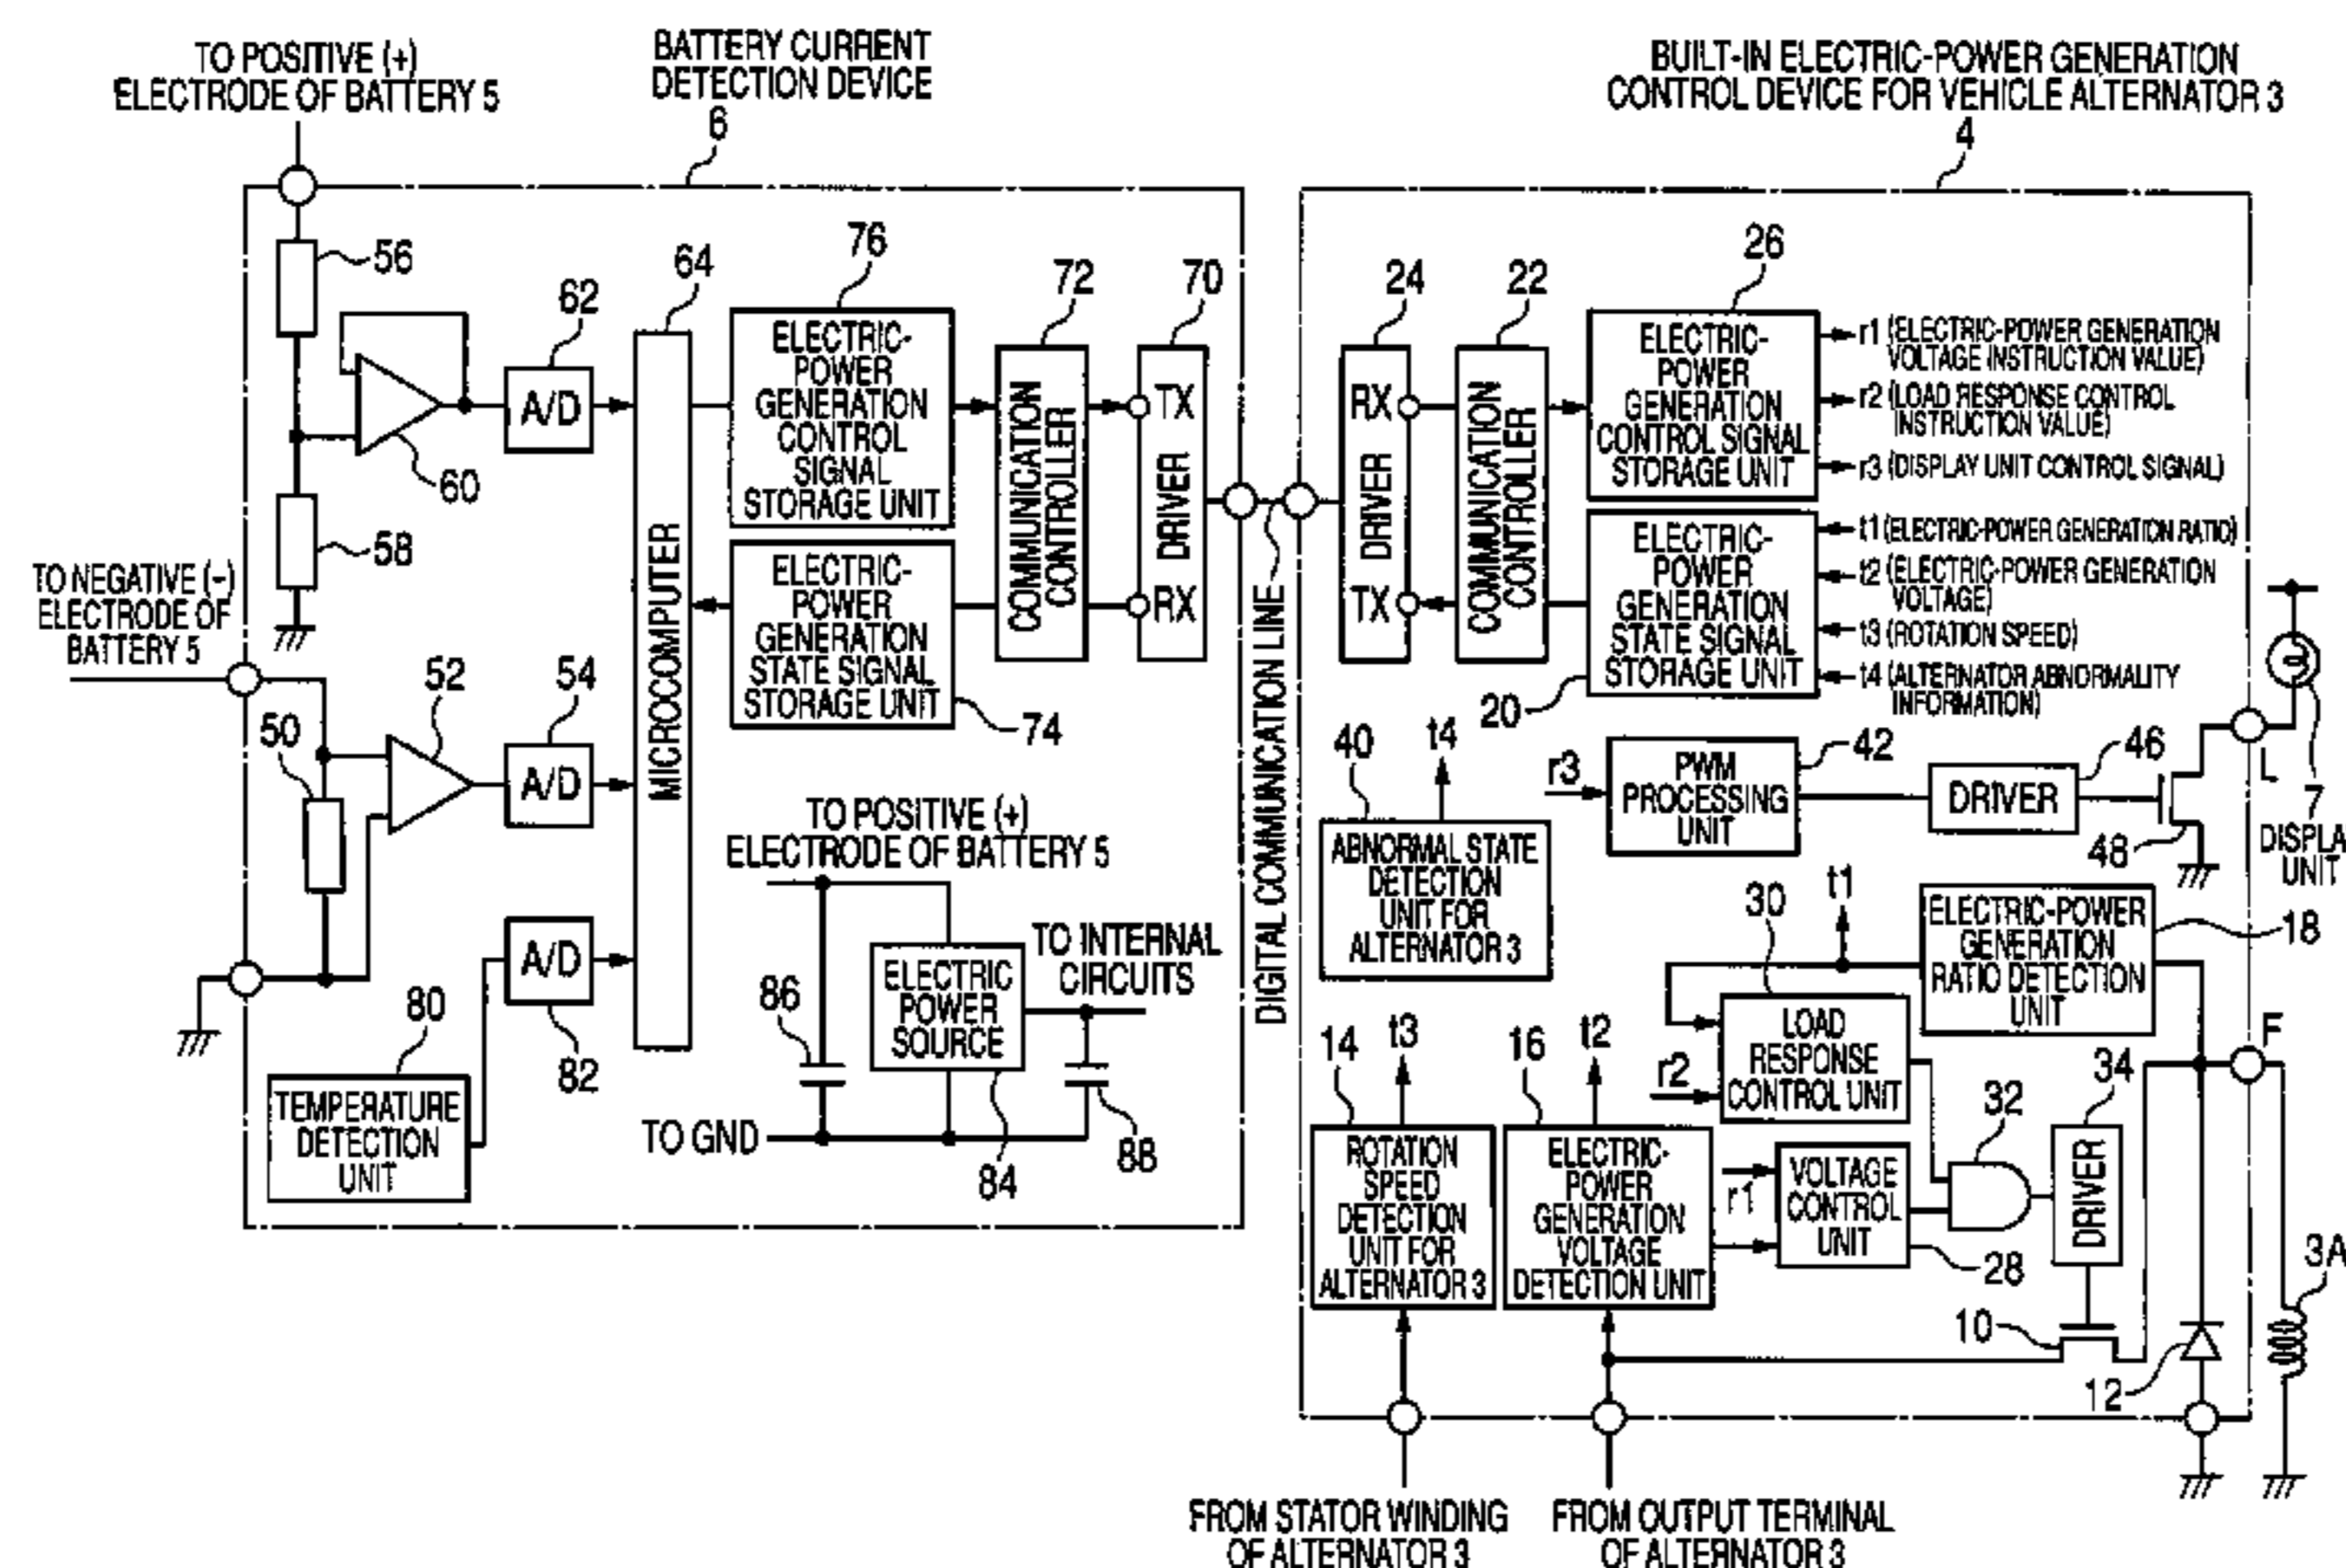 TO POSITIVE (+)
ELECTRODE OF BATTERY 5
BATTERY CURRENT
DETECTION DEVICE
6
BUILT-IN ELECTRIC-POWER GENERATION
CONTROL DEVICE FOR VEHICLE ALTERNATOR 3
4
56
62
64
76
72
70
A/D
60
58
ELECTRIC-
POWER
GENERATION
CONTROL
SIGNAL
STORAGE UNIT
ELECTRIC-
POWER
GENERATION
STATE SIGNAL
STORAGE UNIT
74
MICROCOMPUTER
COMMUNICATION
CONTROLLER
TX
DRIVER
RX
TO NEGATIVE (-)
ELECTRODE OF
BATTERY 5
50
52
54
A/D
A/D
82
80
TEMPERATURE
DETECTION
UNIT
TO POSITIVE (+)
ELECTRODE OF BATTERY 5
86
ELECTRIC
POWER
SOURCE
TO INTERNAL
CIRCUITS
TO GND
84
88
DIGITAL COMMUNICATION LINE
24
22
26
RX
DRIVER
TX
COMMUNICATION
CONTROLLER
ELECTRIC-
POWER
GENERATION
CONTROL SIGNAL
STORAGE UNIT
r1 (ELECTRIC-POWER GENERATION
VOLTAGE INSTRUCTION VALUE)
r2 (LOAD RESPONSE CONTROL
INSTRUCTION VALUE)
r3 (DISPLAY UNIT CONTROL SIGNAL)
ELECTRIC-
POWER
GENERATION
STATE SIGNAL
STORAGE UNIT
20
t1 (ELECTRIC-POWER GENERATION RATIO)
t2 (ELECTRIC-POWER GENERATION
VOLTAGE)
t3 (ROTATION SPEED)
t4 (ALTERNATOR ABNORMALITY
INFORMATION)
40
t4
ABNORMAL STATE
DETECTION
UNIT FOR
ALTERNATOR 3
r3
PWM
PROCESSING
UNIT
42
DRIVER
46
48
L
7
DISPLA
UNIT
30
t1
ELECTRIC-POWER
GENERATION
RATIO DETECTION
UNIT
18
LOAD
RESPONSE
CONTROL UNIT
r2
F
14
t3
16
t2
32
34
ROTATION
SPEED
DETECTION
UNIT FOR
ALTERNATOR 3
ELECTRIC-
POWER
GENERATION
VOLTAGE
DETECTION UNIT
r1
VOLTAGE
CONTROL
UNIT
28
DRIVER
10
12
3A
FROM STATOR WINDING
OF ALTERNATOR 3
FROM OUTPUT TERMINAL
OF ALTERNATOR 3